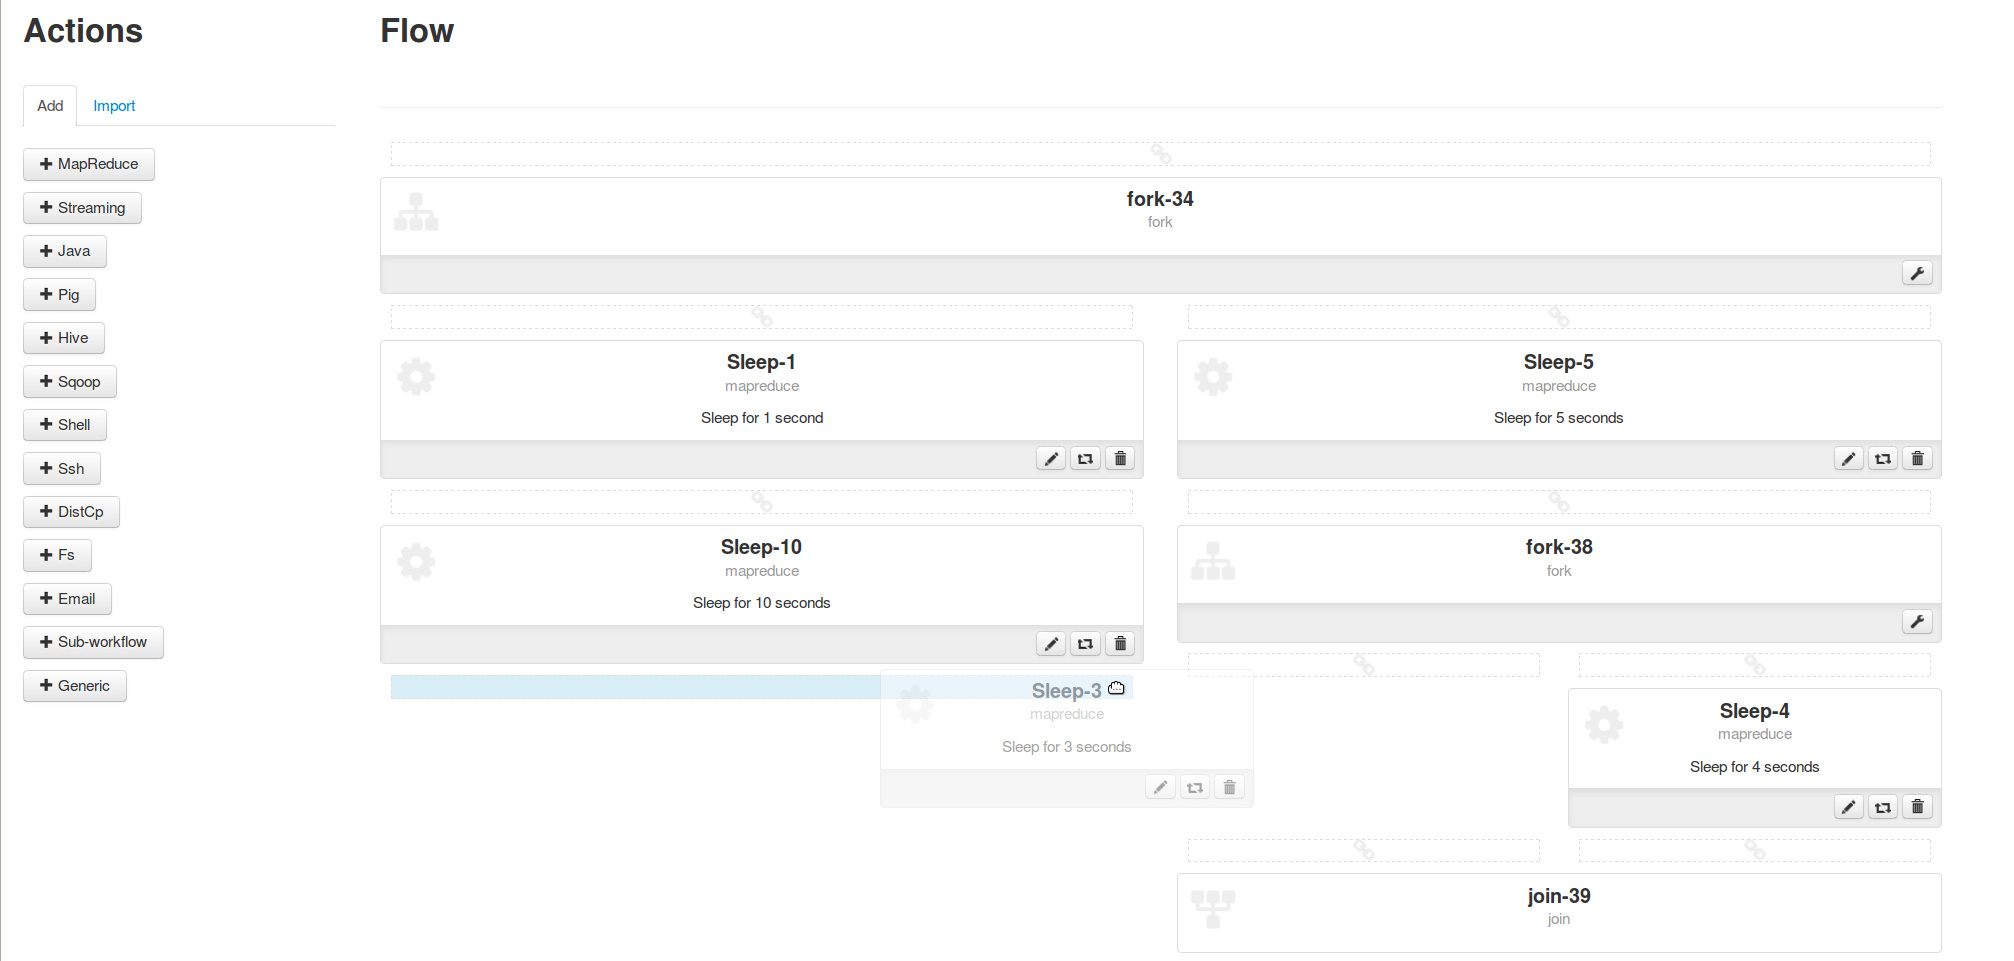 Actions
Flow
Add
Import
MapReduce
Streaming
Java
Pig
Hive
Sqoop
Shell
Ssh
DistCp
Fs
Email
Sub-workflow
Generic
fork-34
fork
Sleep-1
mapreduce
Sleep for 1 second
Sleep-5
mapreduce
Sleep for 5 seconds
Sleep-10
mapreduce
Sleep for 10 seconds
fork-38
fork
Sleep-3
mapreduce
Sleep for 3 seconds
Sleep-4
mapreduce
Sleep for 4 seconds
join-39
join